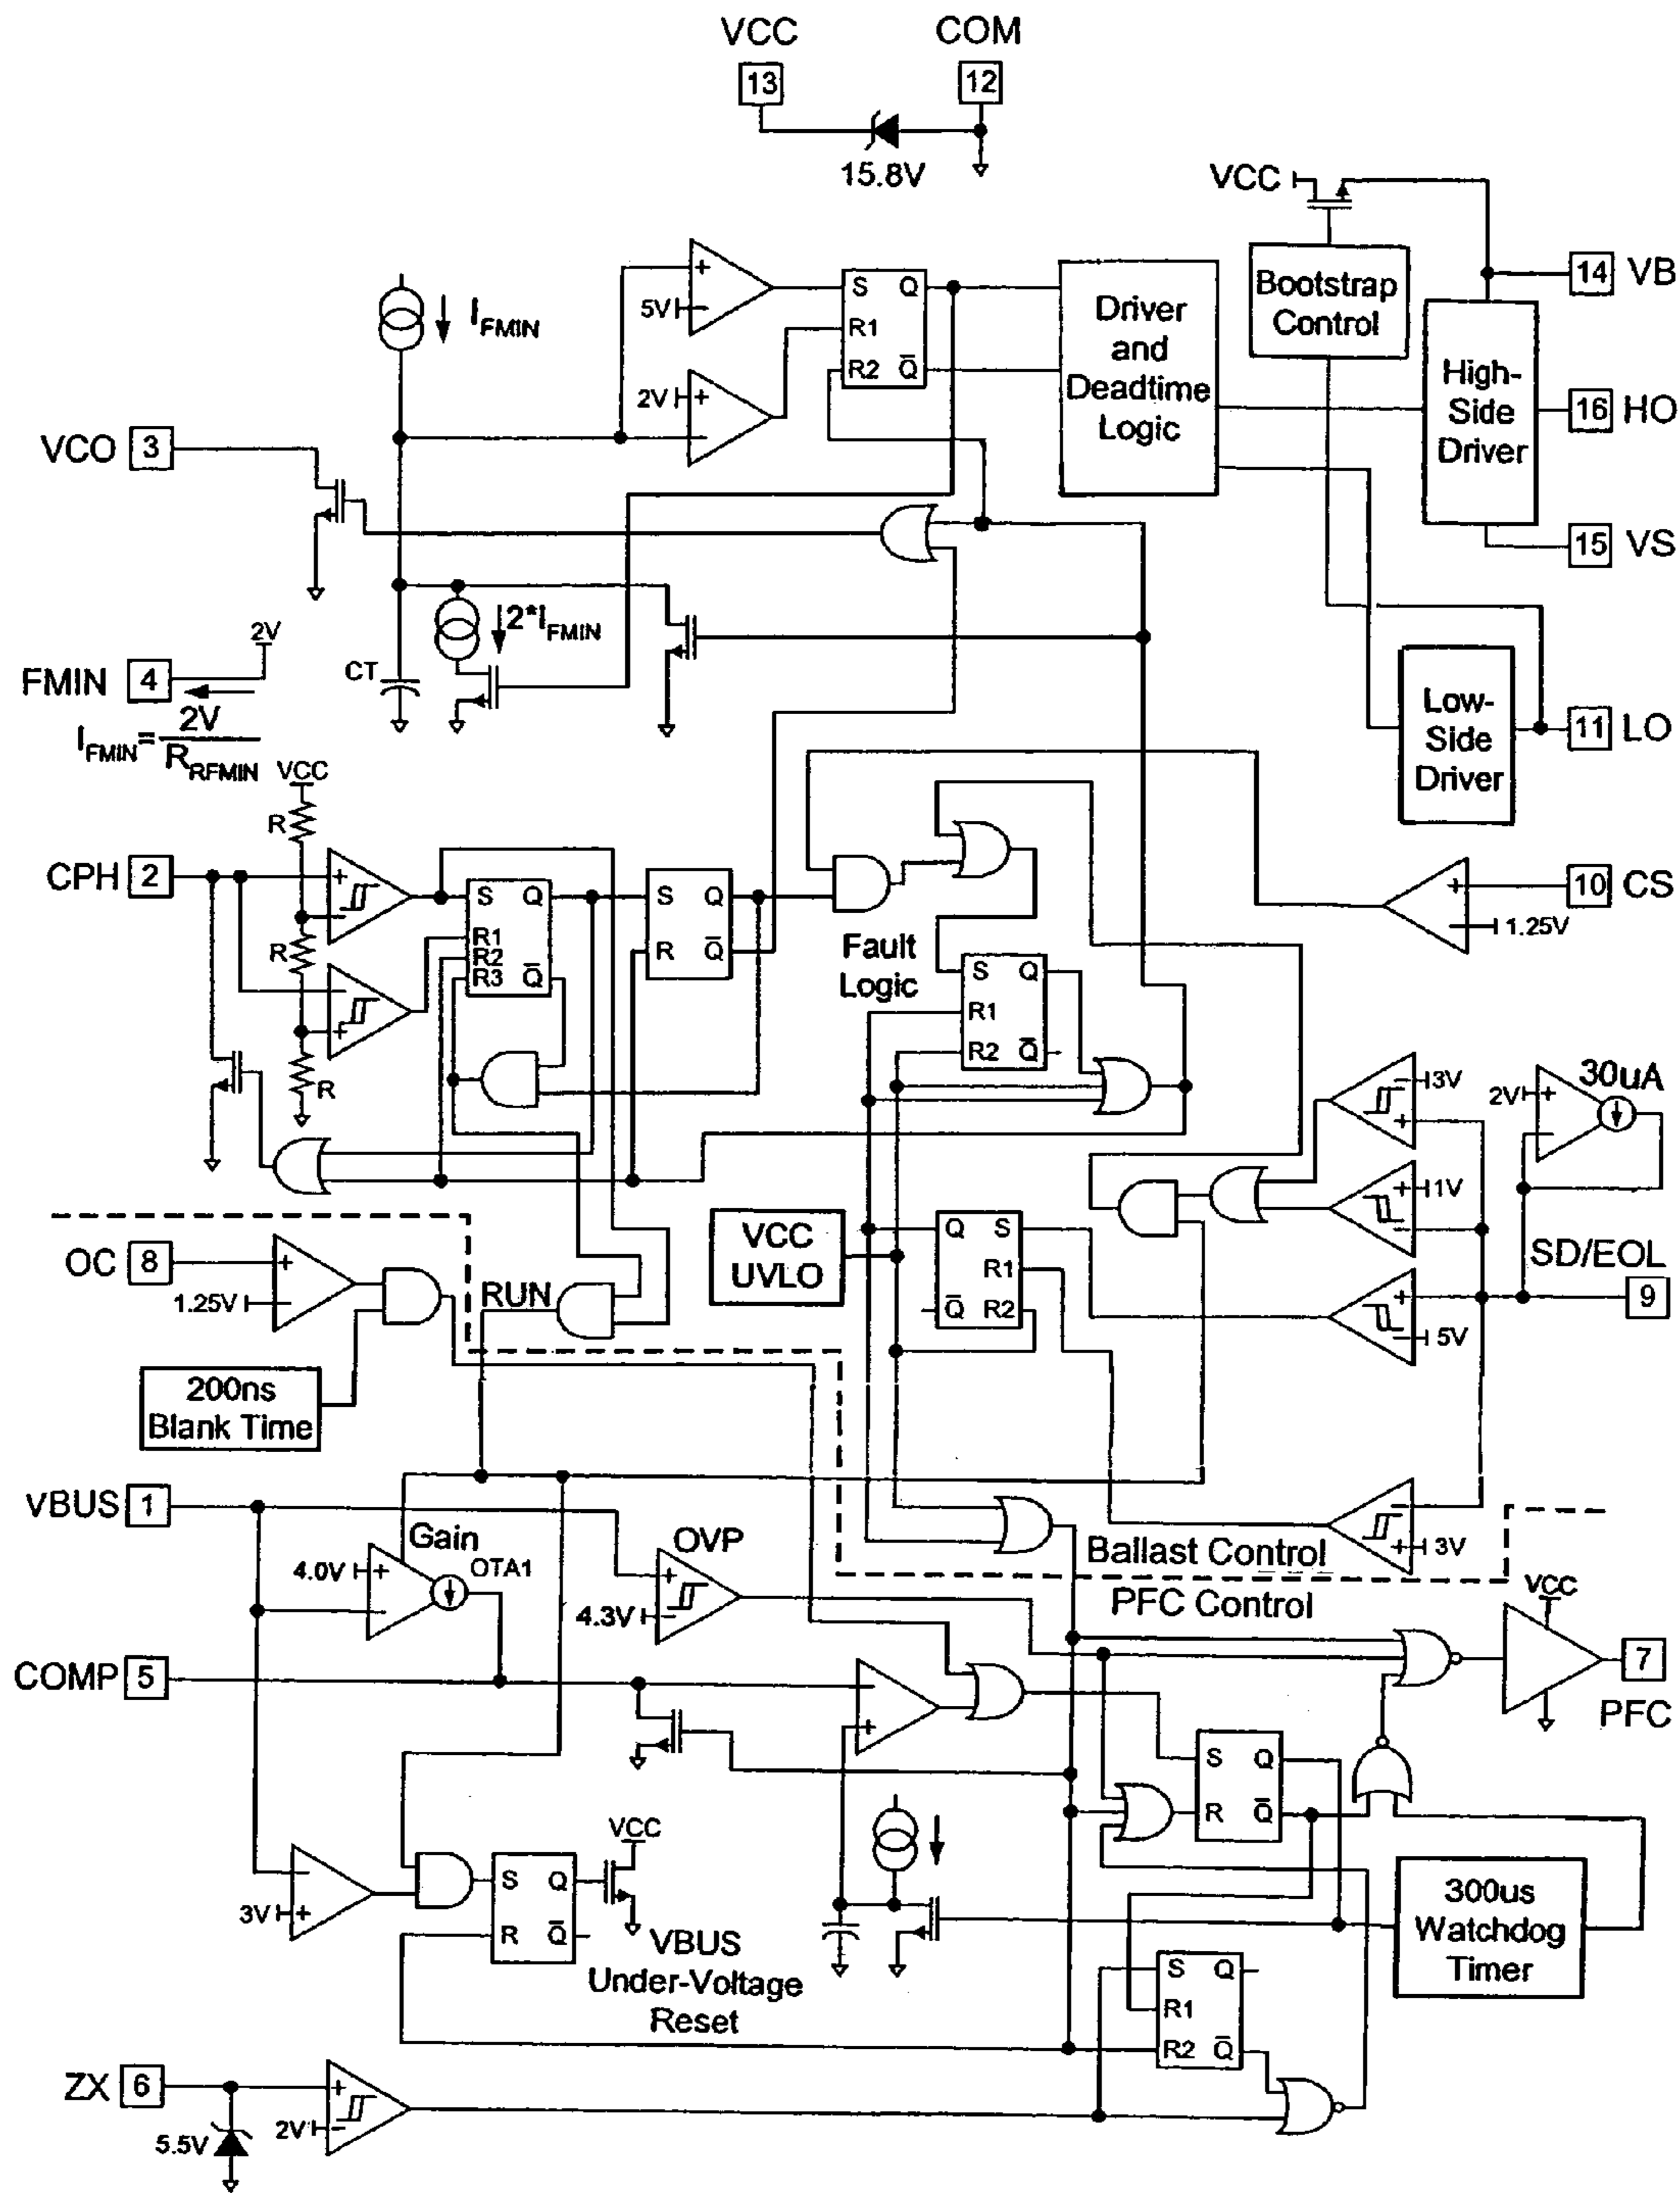 VCC COM
13 12
15.8V
VCC
Bootstrap
Control
14 VB
I_FMIN
5V
+
−
S Q
R1
R2 Q̅
2V
+
−
Driver
and
Deadtime
Logic
High-
Side
Driver
16 HO
VCO 3
15 VS
2V
2*I_FMIN
FMIN 4
CT
I_FMIN = 2V / R_RFMIN
Low-
Side
Driver
11 LO
VCC
R
CPH 2
+
−
S Q
R1
R2
R3 Q̅
S Q
R Q̅
10 CS
+
−
1.25V
R
−
+
R
Fault
Logic
S Q
R1
R2 Q̅
− 3V
+
30uA
2V +
−
+ 1V
−
OC 8
+
1.25V −
RUN
VCC
UVLO
Q S
R1
Q̅ R2
SD/EOL
9
+
− 5V
200ns
Blank Time
VBUS 1
Gain
4.0V +
−
OTA1
OVP
+
4.3V −
−
+ 3V
Ballast Control
PFC Control
VCC
COMP 5
−
+
7
PFC
S Q
R Q̅
−
3V +
S Q
R Q̅
VCC
VBUS
Under-Voltage
Reset
300us
Watchdog
Timer
S Q
R1
R2 Q̅
ZX 6
+
2V −
5.5V